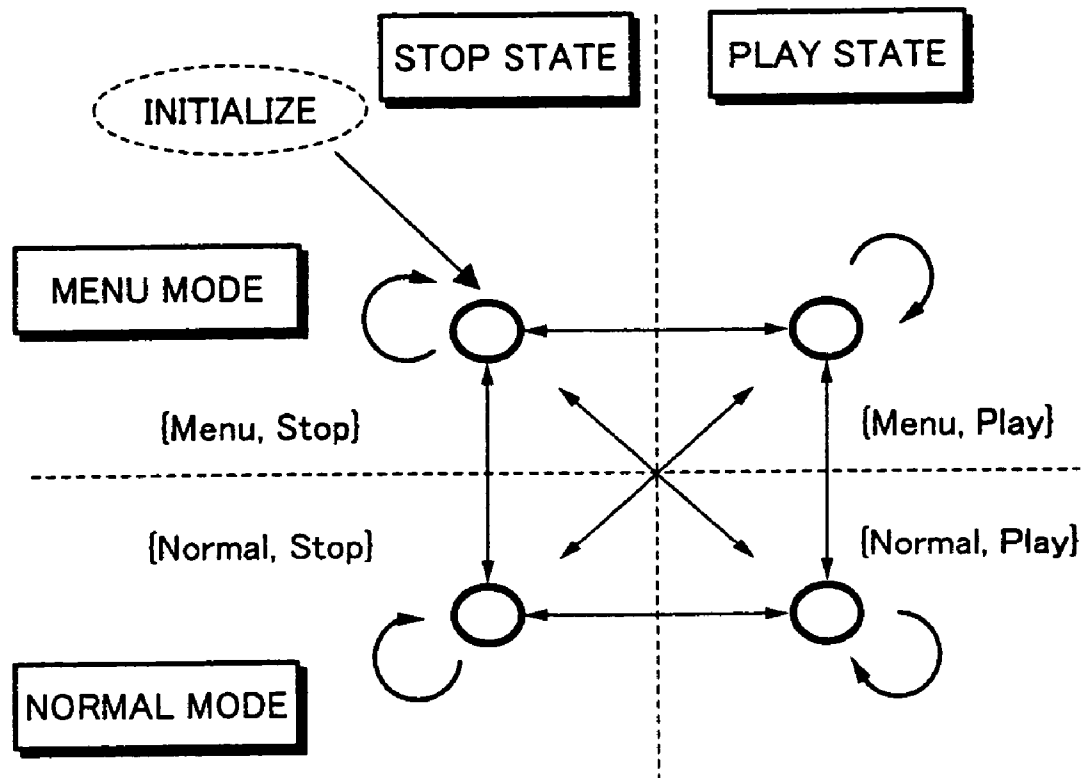 STOP STATE
PLAY STATE
INITIALIZE
MENU MODE
{Menu, Stop}
{Menu, Play}
{Normal, Stop}
{Normal, Play}
NORMAL MODE